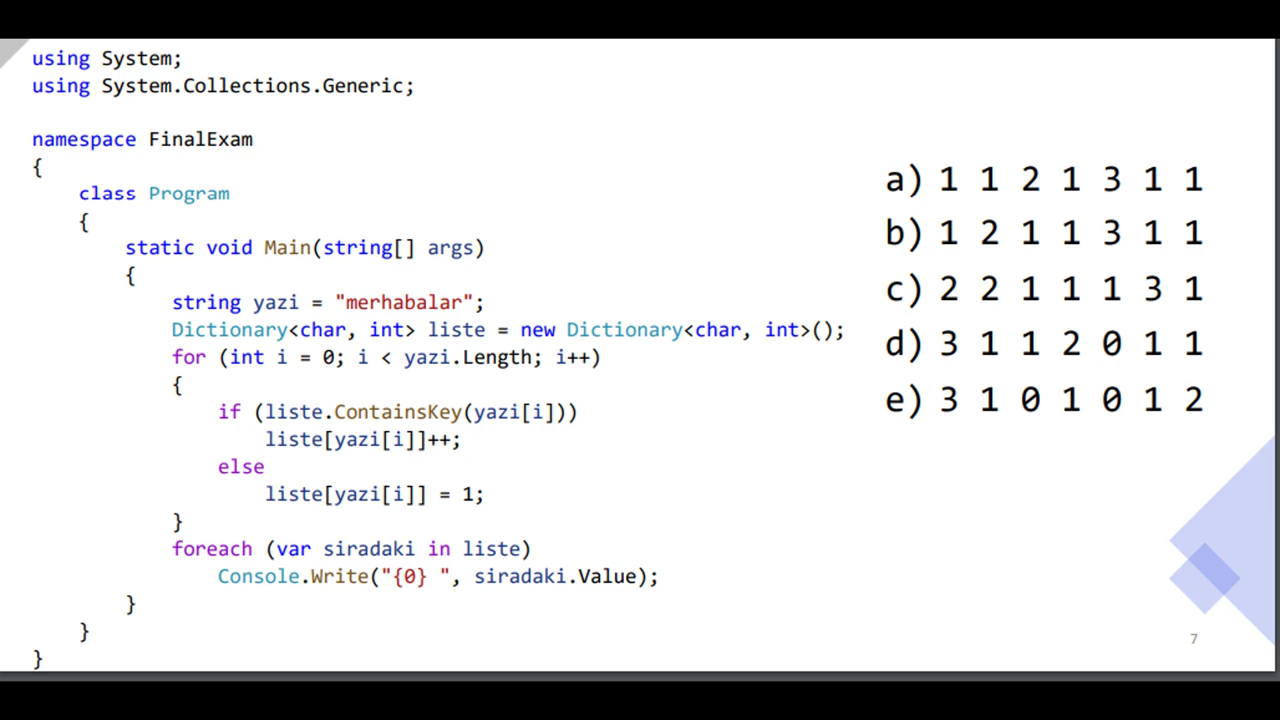 using System;
using System.Collections.Generic;
namespace FinalExam
{
class Program
{
static void Main(string[] args)
{
string yazi = "merhabalar";
Dictionary<char, int> liste = new Dictionary<char, int>();
for (int i = 0; i < yazi.Length; i++)
{
if (liste.ContainsKey(yazi[i]))
liste[yazi[i]]++;
else
liste[yazi[i]] = 1;
}
foreach (var siradaki in liste)
Console.Write("{0} ", siradaki.Value);
}
}
}
a) 1 1 2 1 3 1 1
b) 1 2 1 1 3 1 1
c) 2 2 1 1 1 3 1
d) 3 1 1 2 0 1 1
e) 3 1 0 1 0 1 2
7